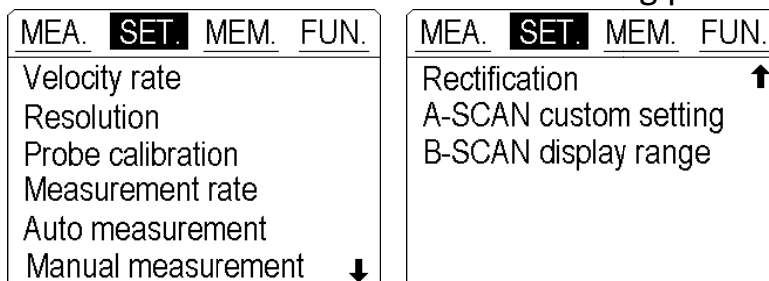 MEA. SET. MEM. FUN.
Velocity rate
Resolution
Probe calibration
Measurement rate
Auto measurement
Manual measurement
MEA. SET. MEM. FUN.
Rectification
A-SCAN custom setting
B-SCAN display range